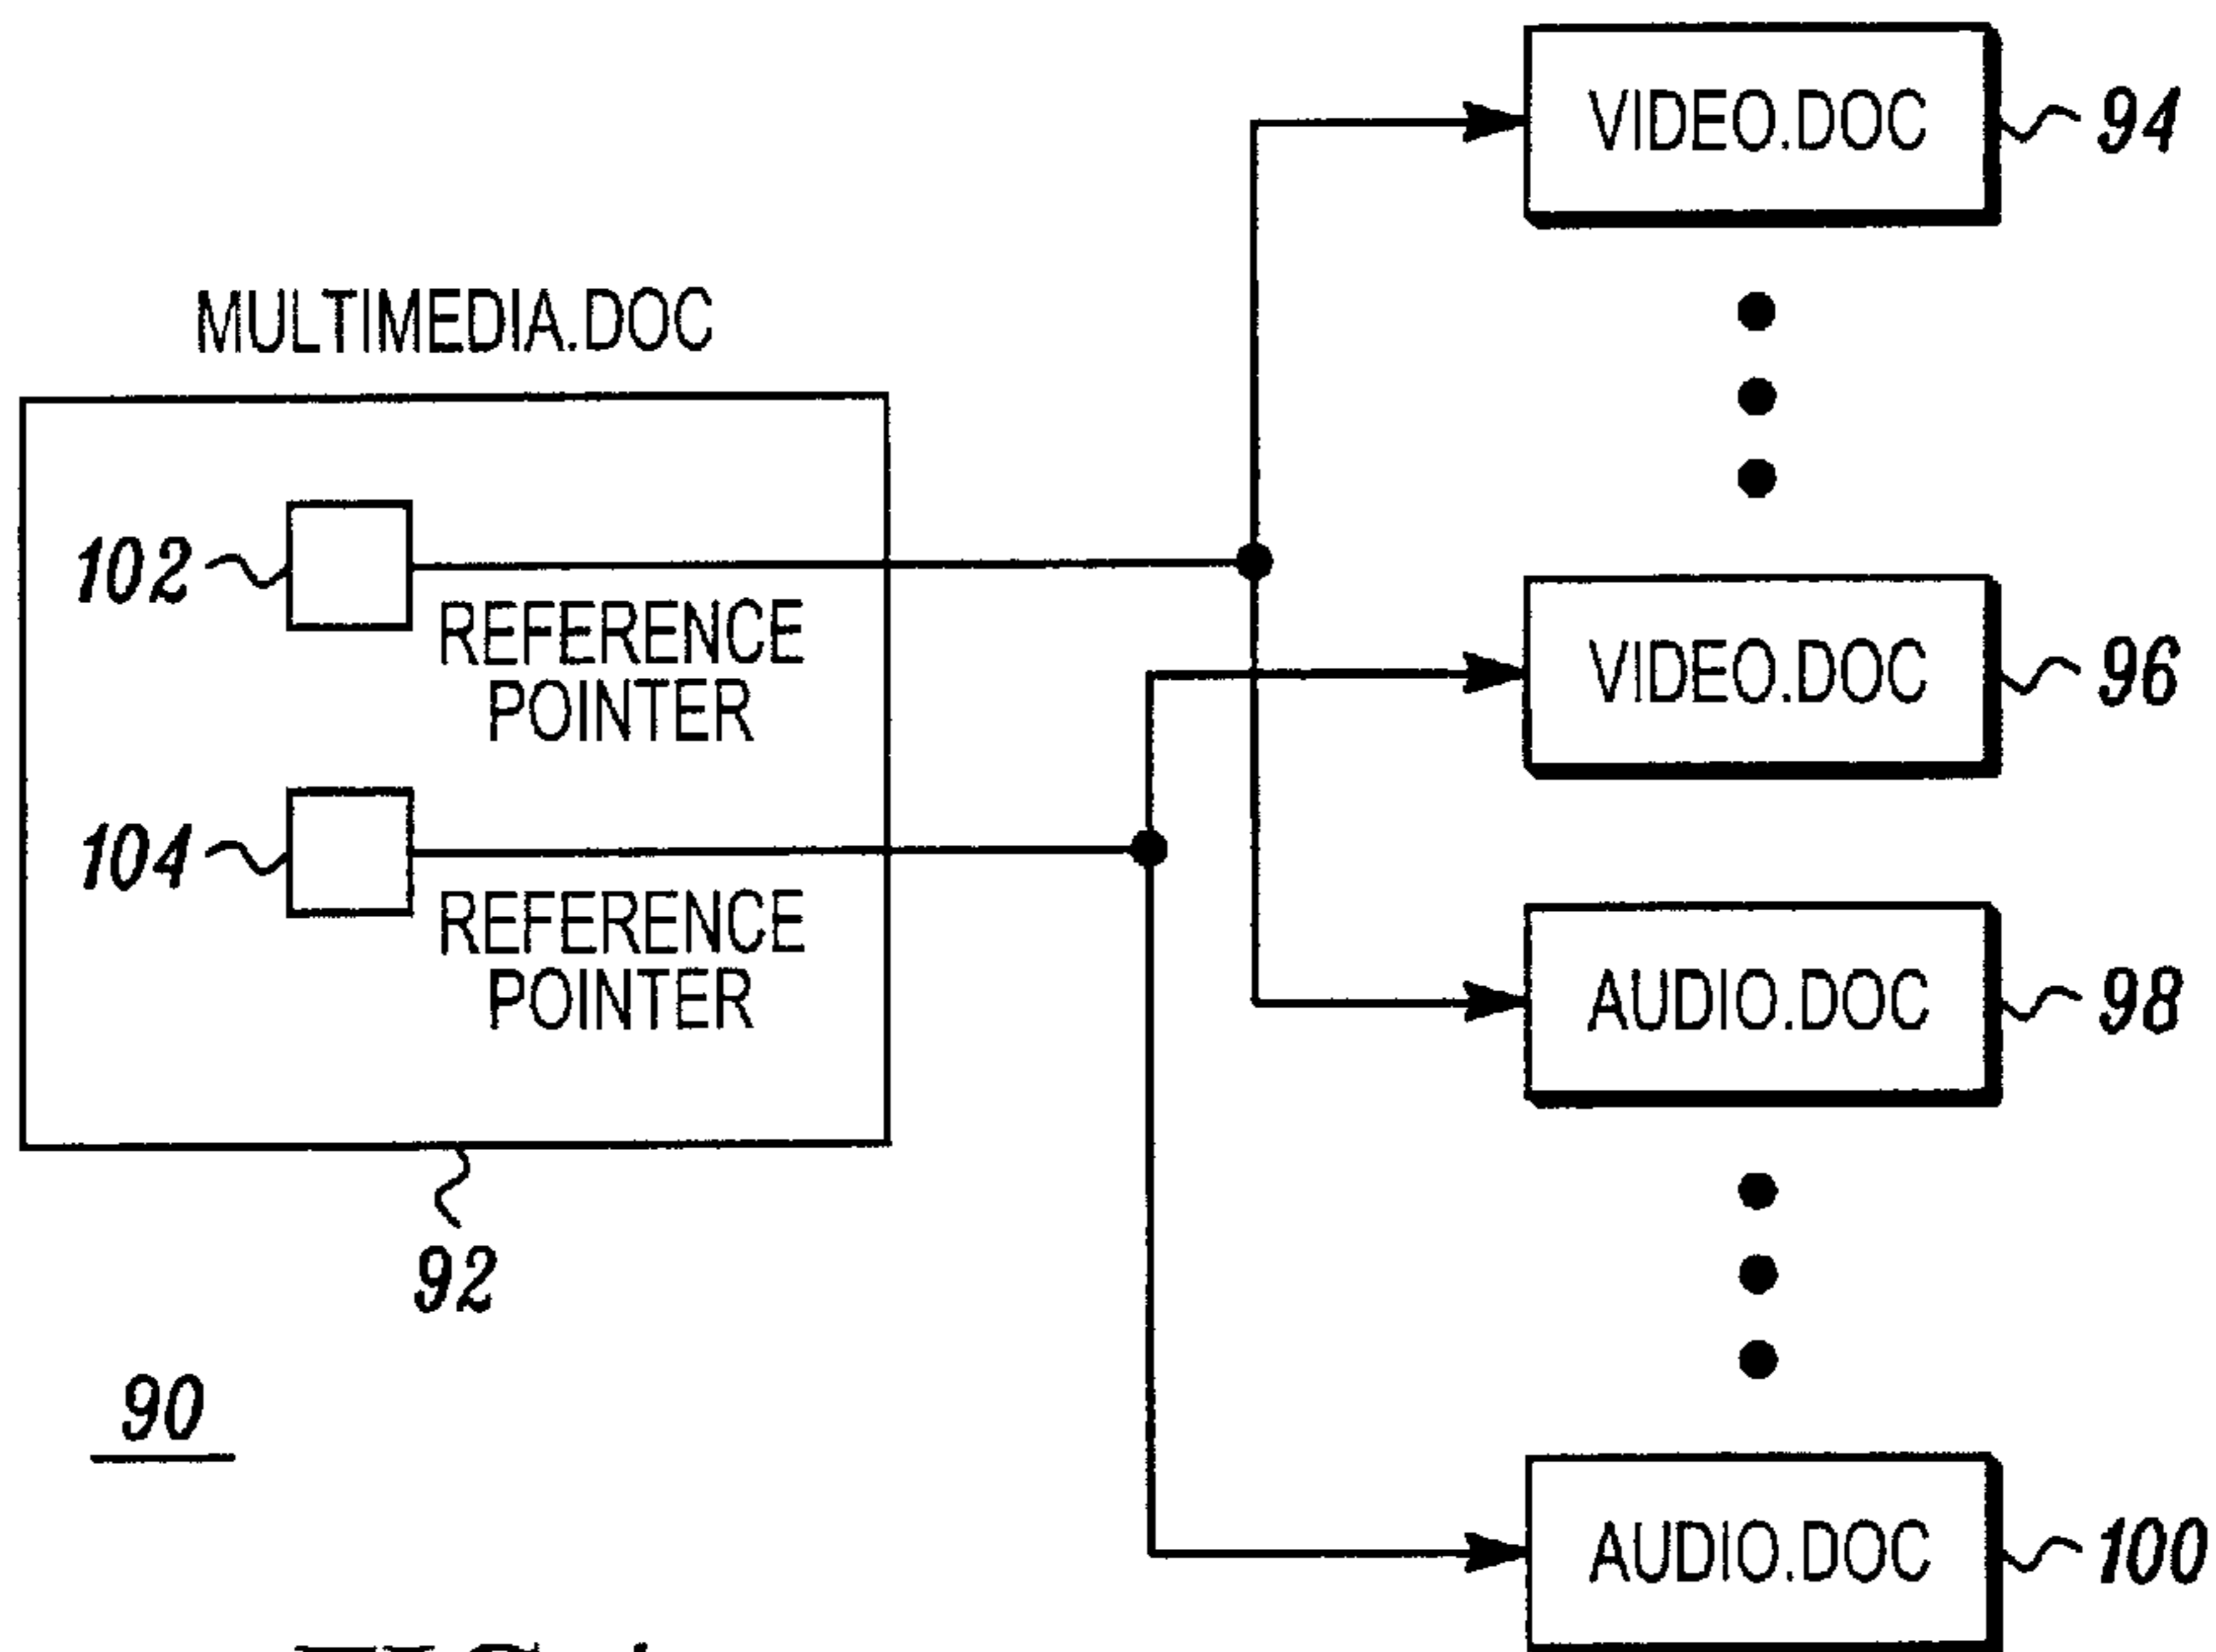 VIDEO.DOC 94
MULTIMEDIA.DOC
102
REFERENCE
POINTER
VIDEO.DOC 96
104
REFERENCE
POINTER
AUDIO.DOC 98
92
90
AUDIO.DOC 100